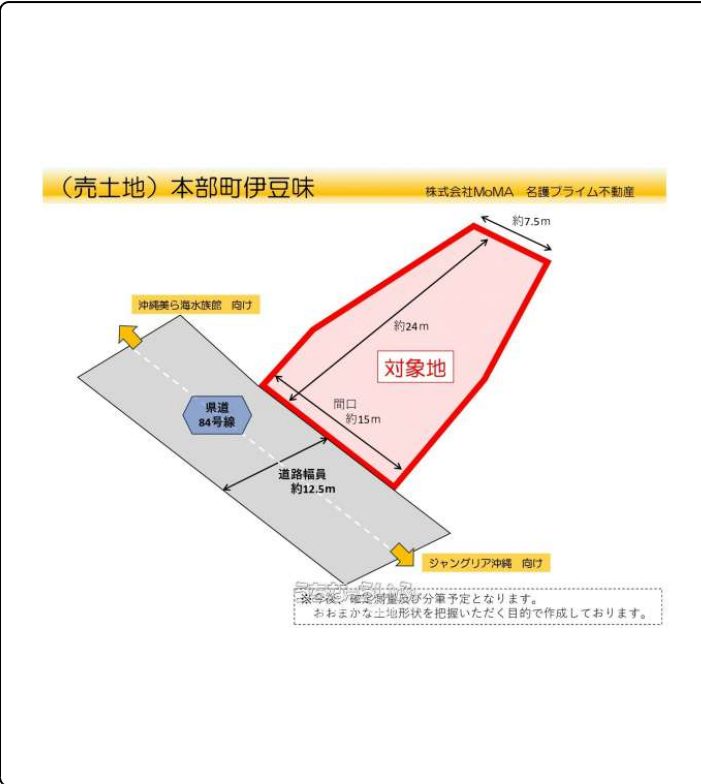 (売土地)本部町伊豆味
株式会社MoMA 名護プライム不動産
約7.5m
沖縄美ら海水族館 向け
約24m
対象地
間口
約15m
県道
84号線
道路幅員
約12.5m
ジャングリア沖縄 向け
※今後、確定測量及び分筆予定となります。
おおまかな土地形状を把握いただく目的で作成しております。